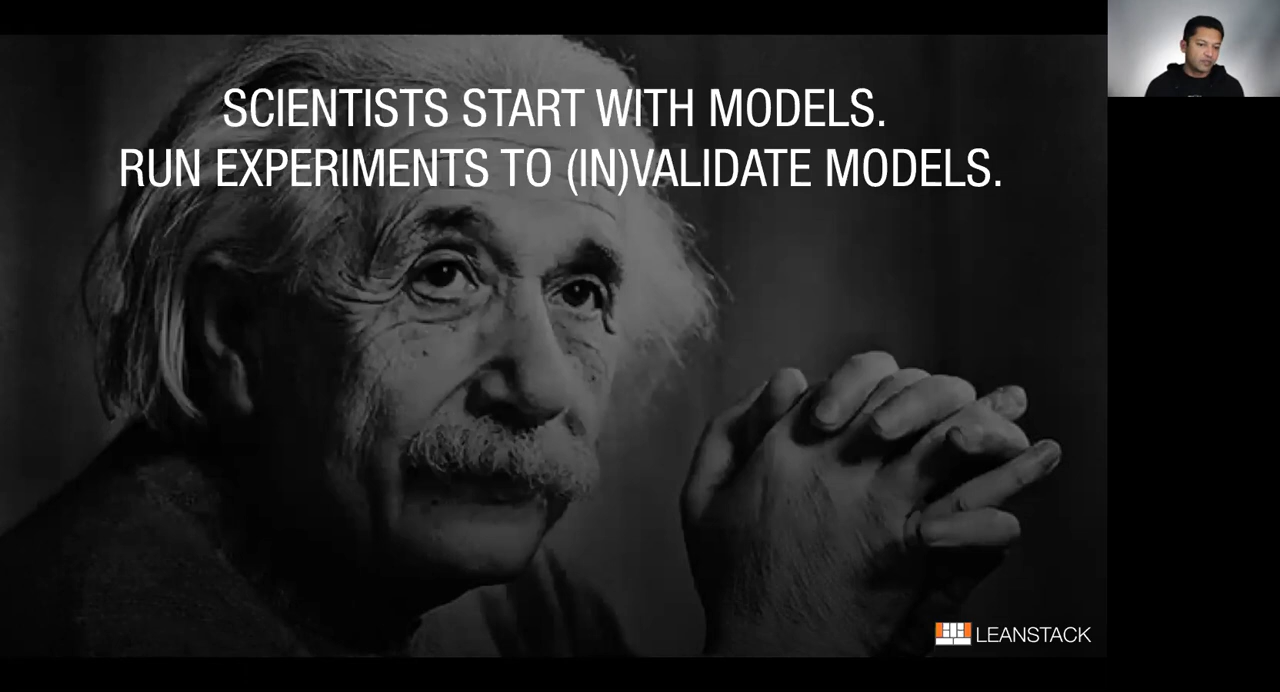 SCIENTISTS START WITH MODELS.
RUN EXPERIMENTS TO (IN)VALIDATE MODELS.
LEANSTACK